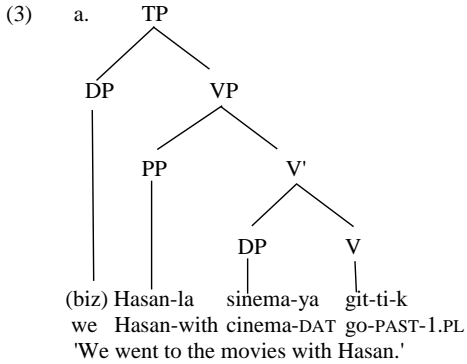 (3) a. TP
DP VP
PP V'
DP V
(biz) Hasan-la sinema-ya git-ti-k
we Hasan-with cinema-DAT go-PAST-1.PL
'We went to the movies with Hasan.'